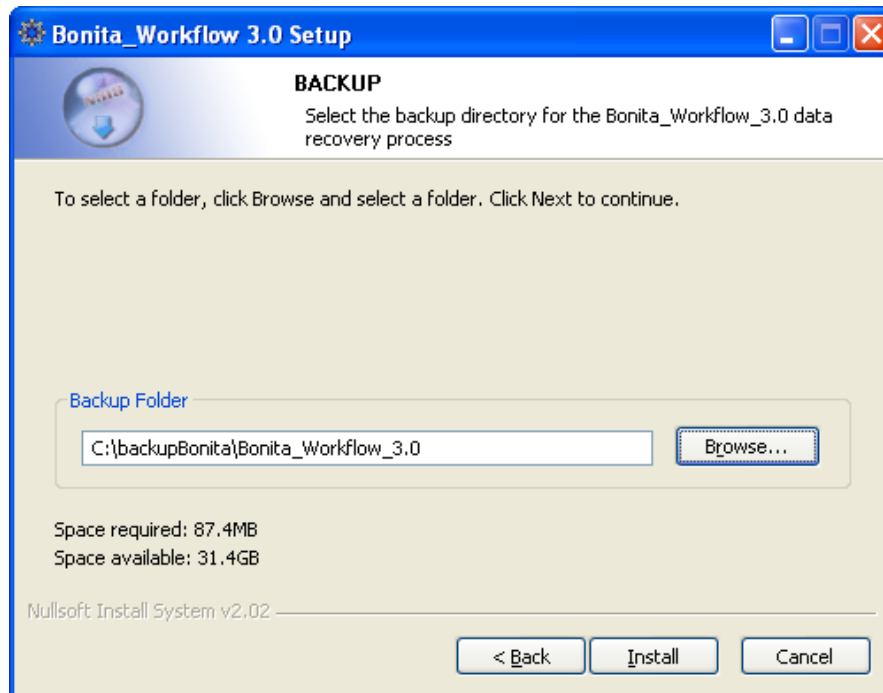 Bonita_Workflow 3.0 Setup
BACKUP
Select the backup directory for the Bonita_Workflow_3.0 data
recovery process
To select a folder, click Browse and select a folder. Click Next to continue.
Backup Folder
C:\backupBonita\Bonita_Workflow_3.0
Browse...
Space required: 87.4MB
Space available: 31.4GB
Nullsoft Install System v2.02
< Back
Install
Cancel